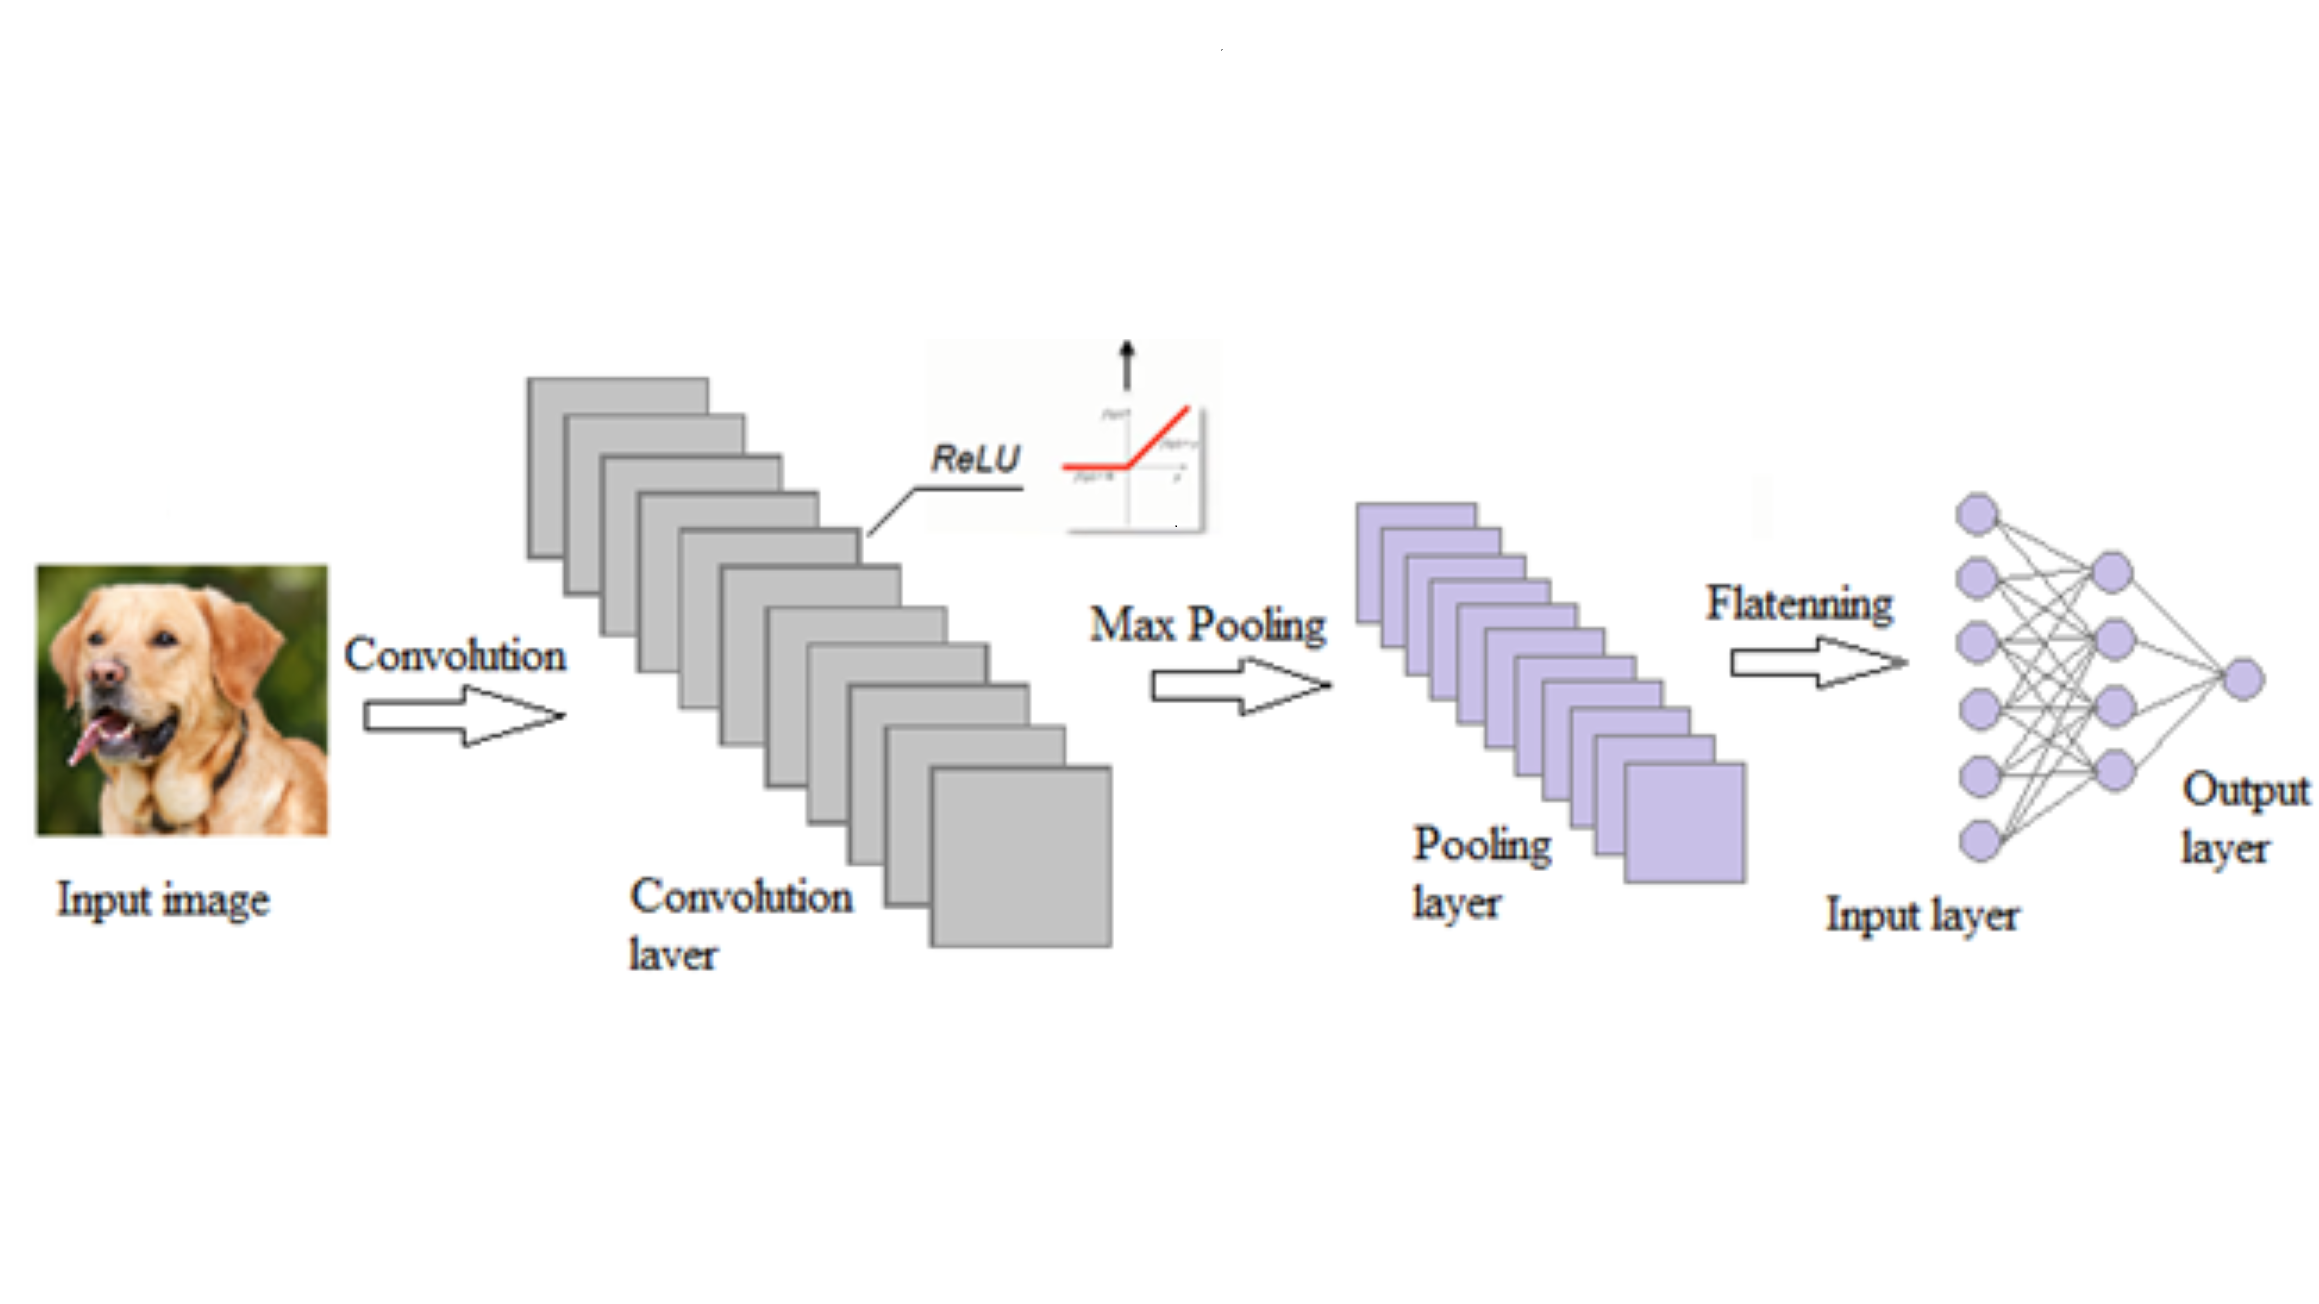 Input image
Convolution
Convolution
laver
ReLU
Max Pooling
Pooling
layer
Flatenning
Input layer
Output
layer